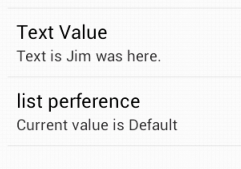 Text Value
Text is Jim was here.
list perference
Current value is Default